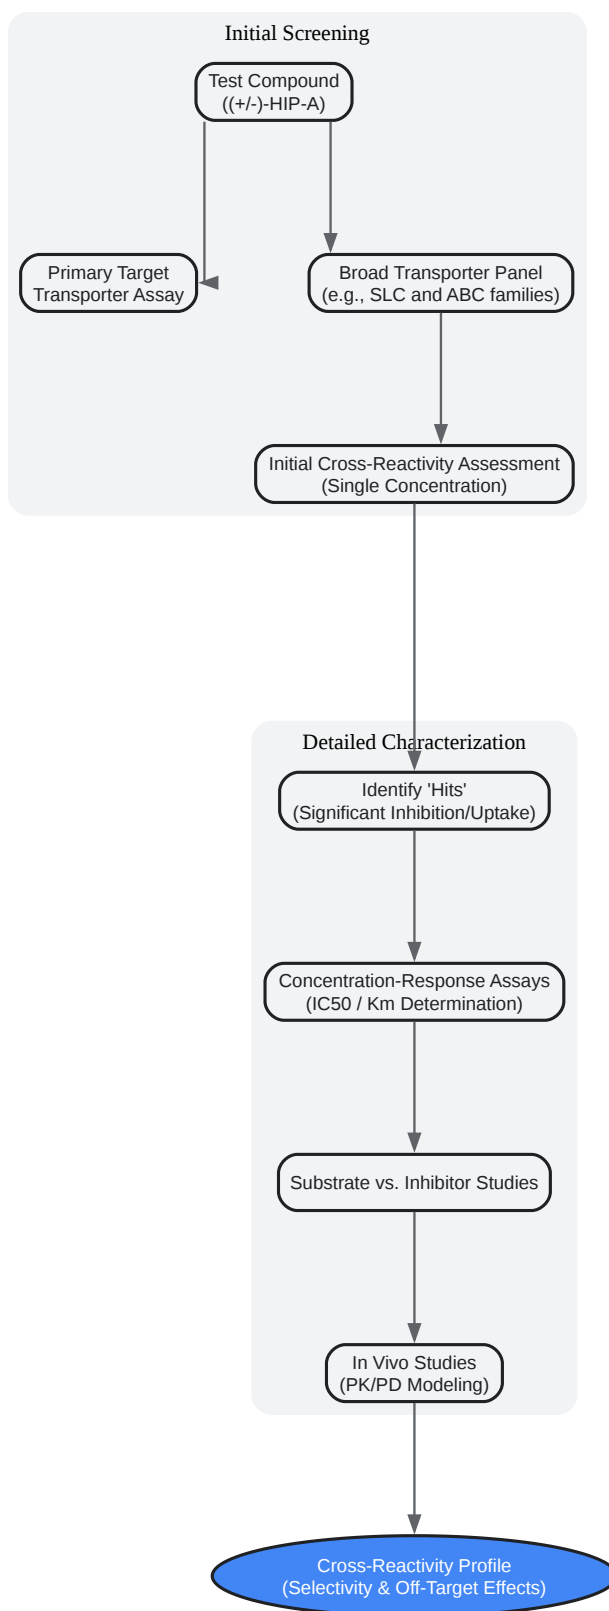 Initial Screening
Test Compound
((+/-)-HIP-A)
Primary Target
Transporter Assay
Broad Transporter Panel
(e.g., SLC and ABC families)
Initial Cross-Reactivity Assessment
(Single Concentration)
Detailed Characterization
Identify 'Hits'
(Significant Inhibition/Uptake)
Concentration-Response Assays
(IC50 / Km Determination)
Substrate vs. Inhibitor Studies
In Vivo Studies
(PK/PD Modeling)
Cross-Reactivity Profile
(Selectivity & Off-Target Effects)